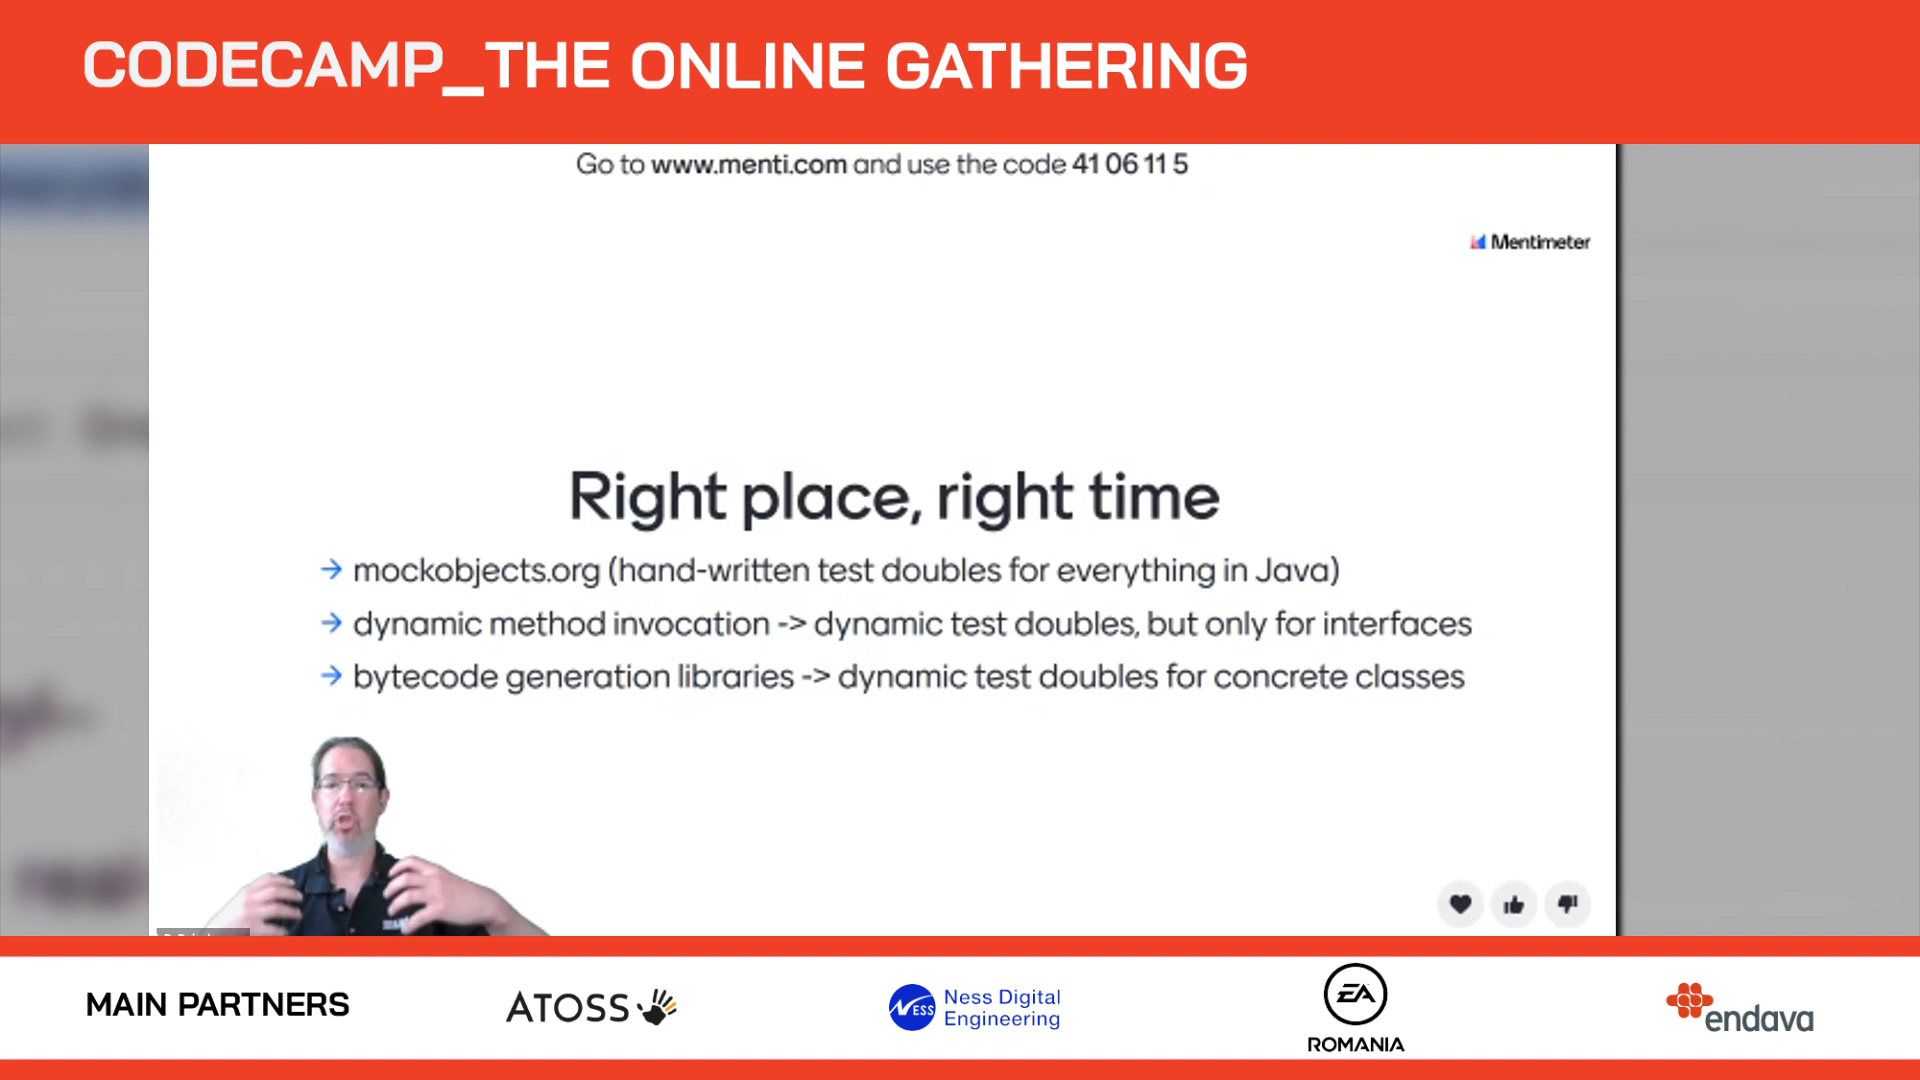 CODECAMP_THE ONLINE GATHERING
Go to www.menti.com and use the code 41 06 11 5
Mentimeter
Right place, right time
→ mockobjects.org (hand-written test doubles for everything in Java)
→ dynamic method invocation -> dynamic test doubles, but only for interfaces
→ bytecode generation libraries -> dynamic test doubles for concrete classes
MAIN PARTNERS
ATOSS
NESS
Ness Digital
Engineering
EA
ROMANIA
endava